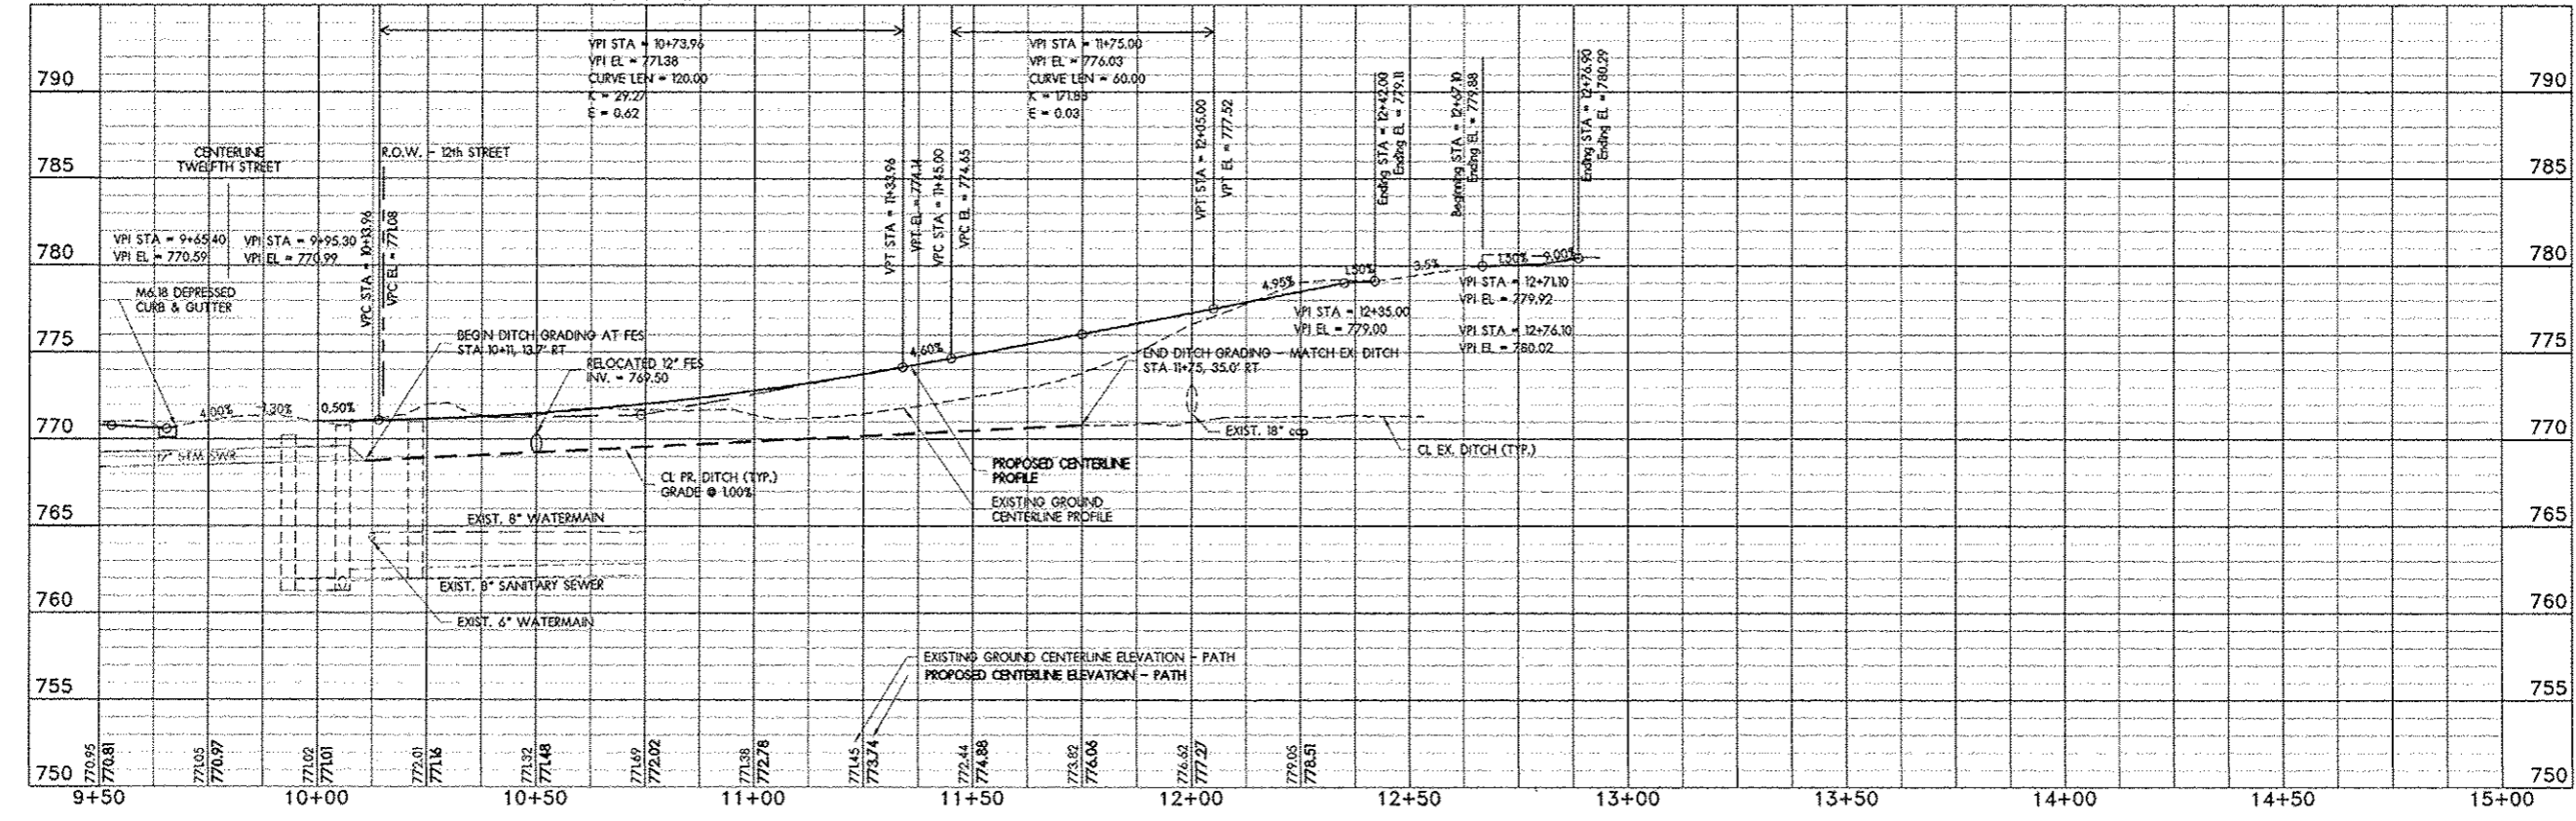 VPI STA = 10+73.96
VPI EL = 771.38
CURVE LEN = 120.00
K = 29.27
E = 0.62
VPI STA = 11+75.00
VPI EL = 776.03
CURVE LEN = 60.00
K = 171.88
E = 0.03
790
790
785
785
780
780
775
775
770
770
765
765
760
760
755
755
750
750
CENTERLINE
TWELFTH STREET
R.O.W. - 12th STREET
VPI STA = 9+65.40
VPI EL = 770.59
VPI STA = 9+95.30
VPI EL = 770.99
VPC STA = 10+13.96
VPC EL = 771.08
VPT STA = 11+33.96
VPT EL = 774.14
VPC STA = 11+45.00
VPC EL = 774.65
VPT STA = 12+05.00
VPT EL = 777.52
Ending STA = 12+42.00
Ending EL = 779.11
Beginning STA = 12+67.10
Ending EL = 779.88
Ending STA = 12+76.90
Ending EL = 780.29
M6.18 DEPRESSED
CURB & GUTTER
BEGIN DITCH GRADING AT FES
STA 10+11, 13.7' RT
RELOCATED 12" FES
INV. = 769.50
4.00%
1.30%
0.50%
4.60%
4.95%
1.50%
3.5%
1.50%
9.00%
VPI STA = 12+35.00
VPI EL = 779.00
VPI STA = 12+71.10
VPI EL = 779.92
VPI STA = 12+76.10
VPI EL = 780.02
END DITCH GRADING - MATCH EX. DITCH
STA 11+75, 35.0' RT
EXIST. 18" ccp
CL EX. DITCH (TYP.)
STM SWR
CL PR. DITCH (TYP.)
GRADE @ 1.00%
PROPOSED CENTERLINE
PROFILE
EXISTING GROUND
CENTERLINE PROFILE
EXIST. 8" WATERMAIN
EXIST. 8" SANITARY SEWER
EXIST. 6" WATERMAIN
EXISTING GROUND CENTERLINE ELEVATION - PATH
PROPOSED CENTERLINE ELEVATION - PATH
770.95
770.81
771.05
770.97
771.02
771.01
772.01
771.16
771.32
771.48
771.69
772.02
771.38
772.78
771.45
773.74
772.44
774.88
773.82
776.06
776.62
777.27
779.05
778.51
9+50
10+00
10+50
11+00
11+50
12+00
12+50
13+00
13+50
14+00
14+50
15+00